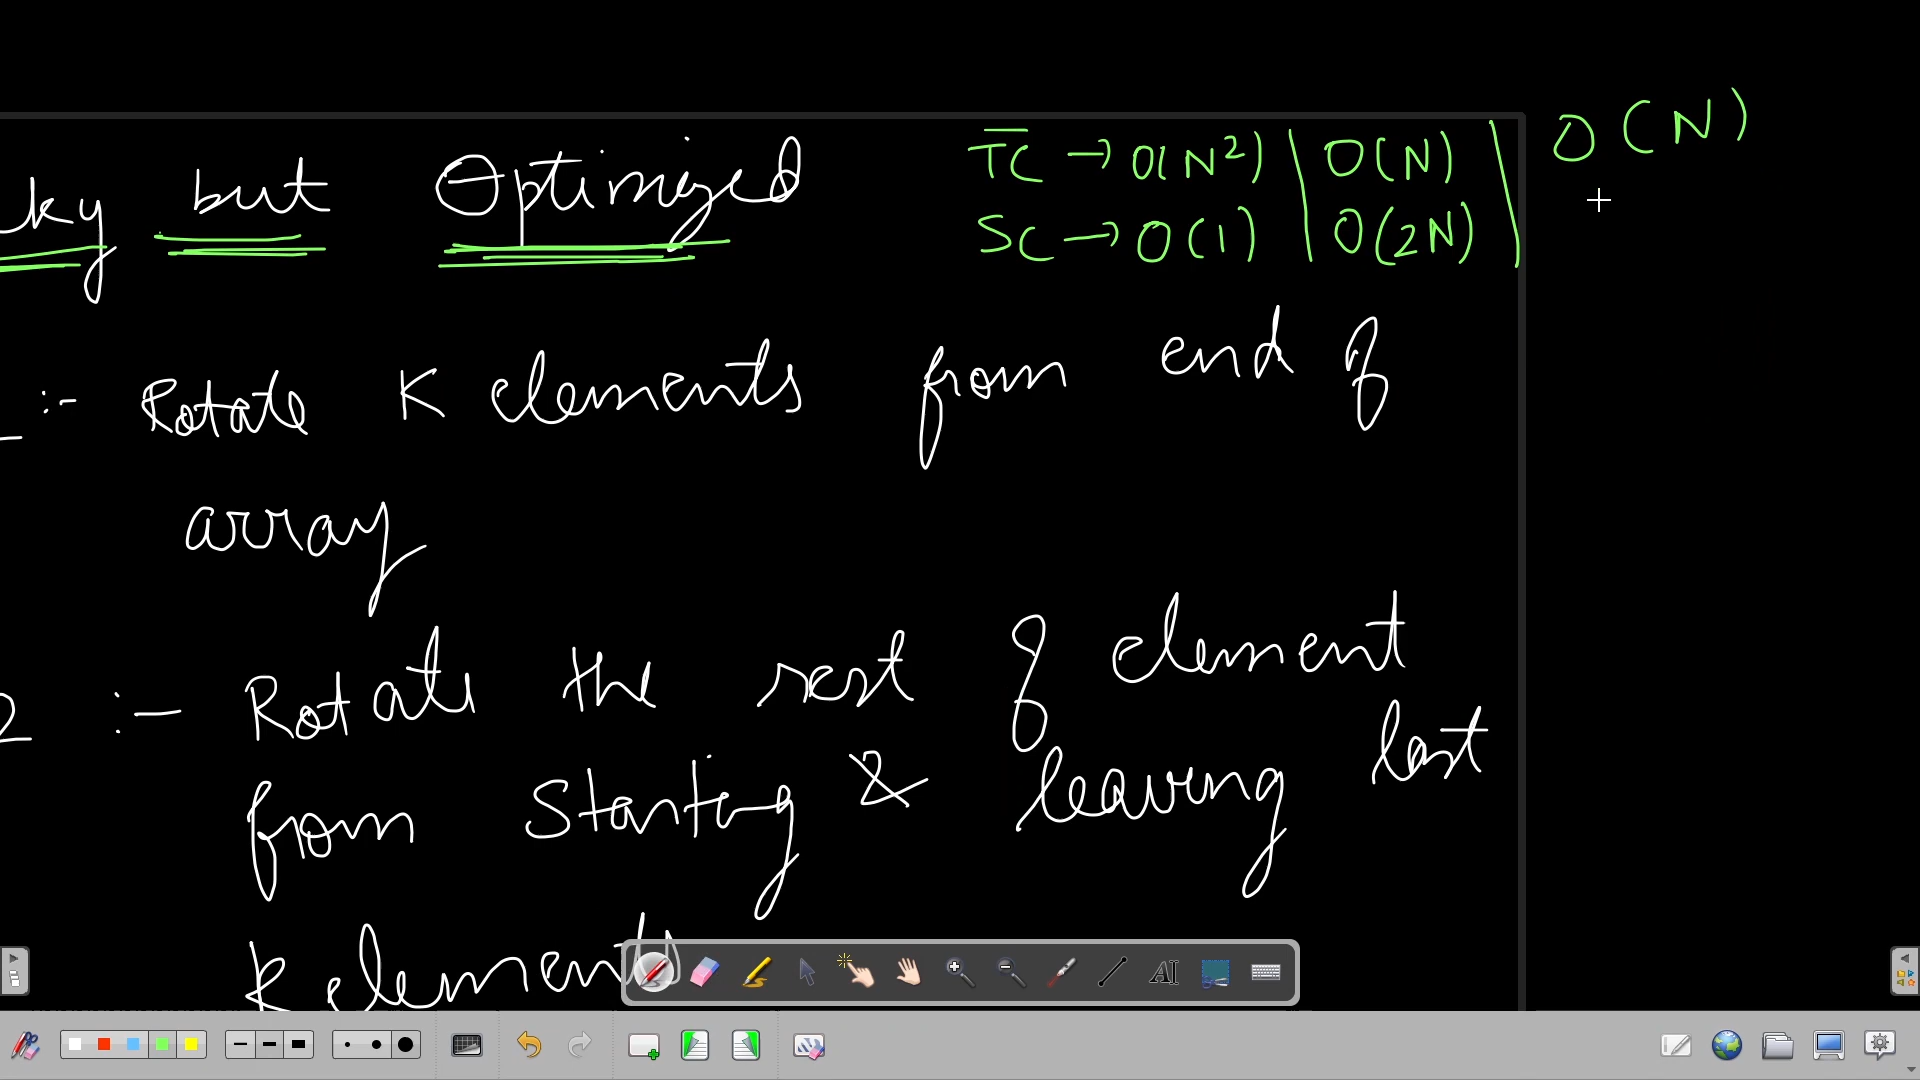 ky but Optimized
TC → O(N²) | O(N) | O(N)
SC → O(1) | O(2N)
:- Rotate K elements from end of
array
2 :- Rotate the rest of element
from Starting & leaving last
K elements
AI